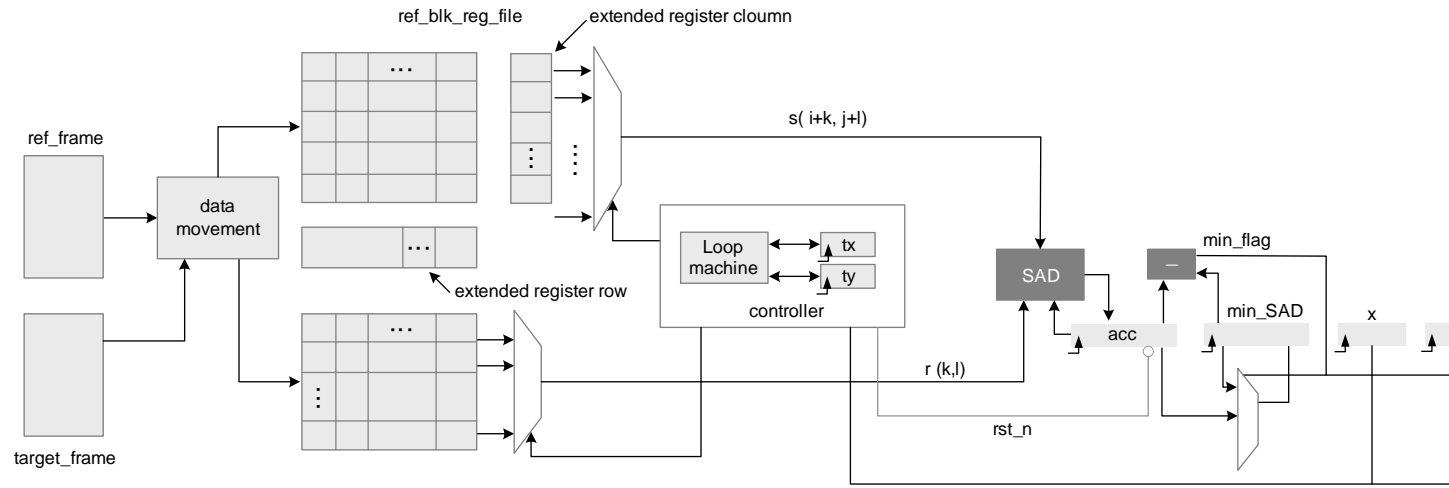 ref_blk_reg_file
extended register cloumn
...
s( i+k, j+l)
ref_frame
data
movement
...
...
extended register row
Loop
machine
tx
ty
controller
SAD
min_flag
–
min_SAD
x
acc
target_frame
...
...
r (k,l)
rst_n